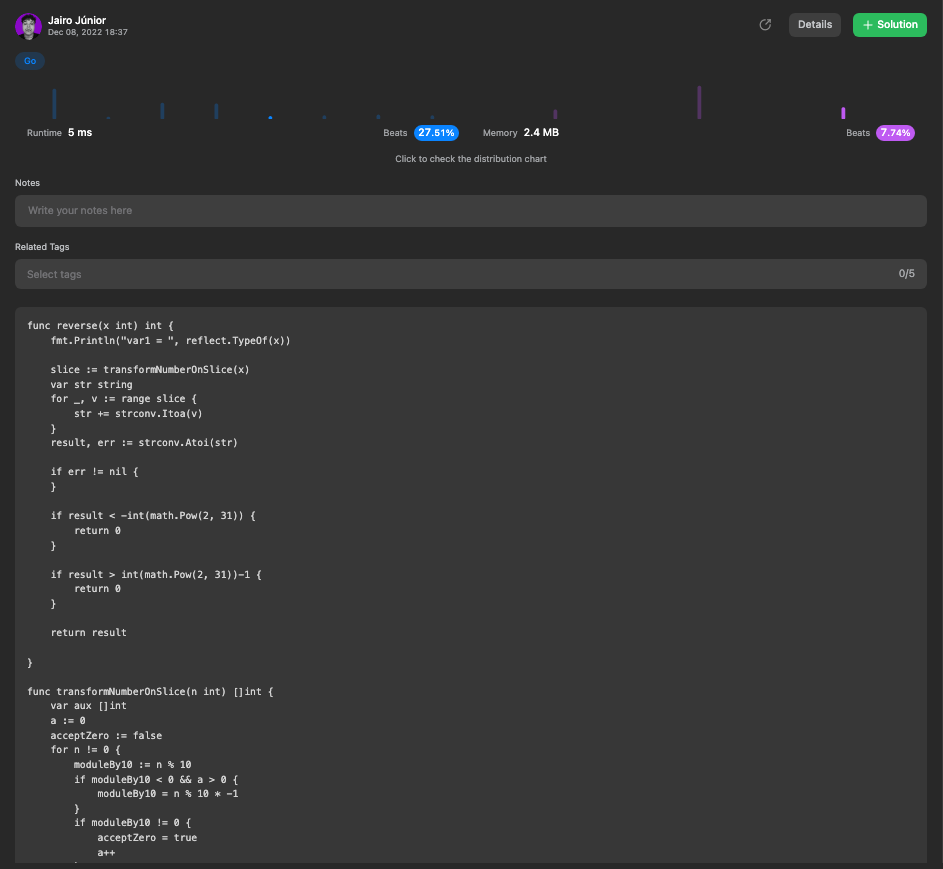 Jairo Júnior
Dec 08, 2022 18:37
Details
+ Solution
Go
Runtime 5 ms
Beats 27.51%
Memory 2.4 MB
Beats 7.74%
Click to check the distribution chart
Notes
Write your notes here
Related Tags
Select tags
0/5
func reverse(x int) int {
    fmt.Println("var1 = ", reflect.TypeOf(x))
    slice := transformNumberOnSlice(x)
    var str string
    for _, v := range slice {
        str += strconv.Itoa(v)
    }
    result, err := strconv.Atoi(str)
    if err != nil {
    }
    if result < -int(math.Pow(2, 31)) {
        return 0
    }
    if result > int(math.Pow(2, 31))-1 {
        return 0
    }
    return result
}
func transformNumberOnSlice(n int) []int {
    var aux []int
    a := 0
    acceptZero := false
    for n != 0 {
        moduleBy10 := n % 10
        if moduleBy10 < 0 && a > 0 {
            moduleBy10 = n % 10 * -1
        }
        if moduleBy10 != 0 {
            acceptZero = true
            a++